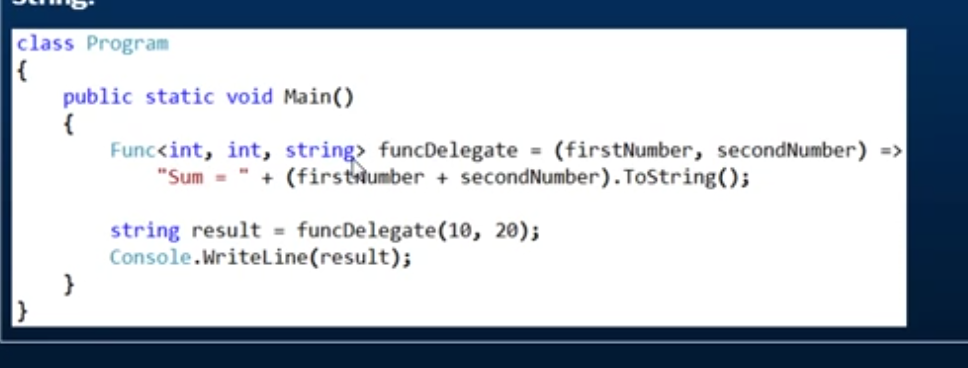 String.
class Program
{
    public static void Main()
    {
        Func<int, int, string> funcDelegate = (firstNumber, secondNumber) =>
            "Sum = " + (firstNumber + secondNumber).ToString();

        string result = funcDelegate(10, 20);
        Console.WriteLine(result);
    }
}